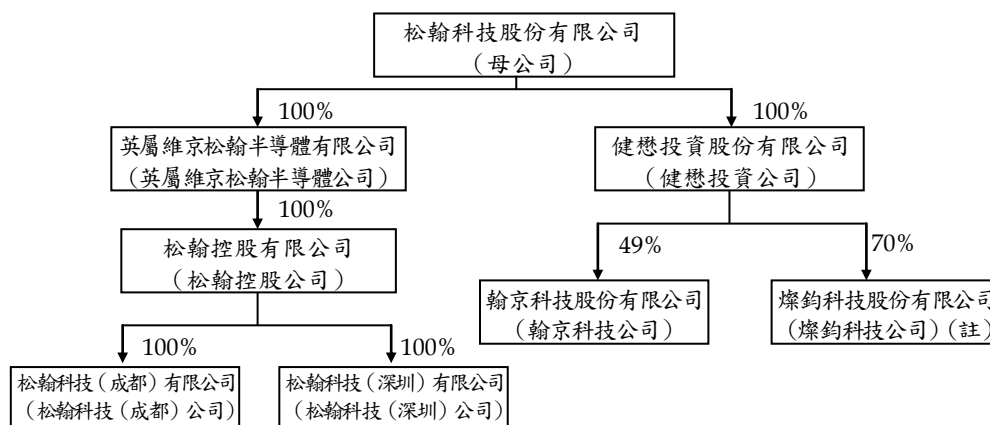 松翰科技股份有限公司
(母公司)
100%
100%
英屬維京松翰半導體有限公司
(英屬維京松翰半導體公司)
健懋投資股份有限公司
(健懋投資公司)
100%
松翰控股有限公司
(松翰控股公司)
49%
70%
翰京科技股份有限公司
(翰京科技公司)
燦鈞科技股份有限公司
(燦鈞科技公司)(註)
100%
100%
松翰科技(成都)有限公司
(松翰科技(成都)公司)
松翰科技(深圳)有限公司
(松翰科技(深圳)公司)